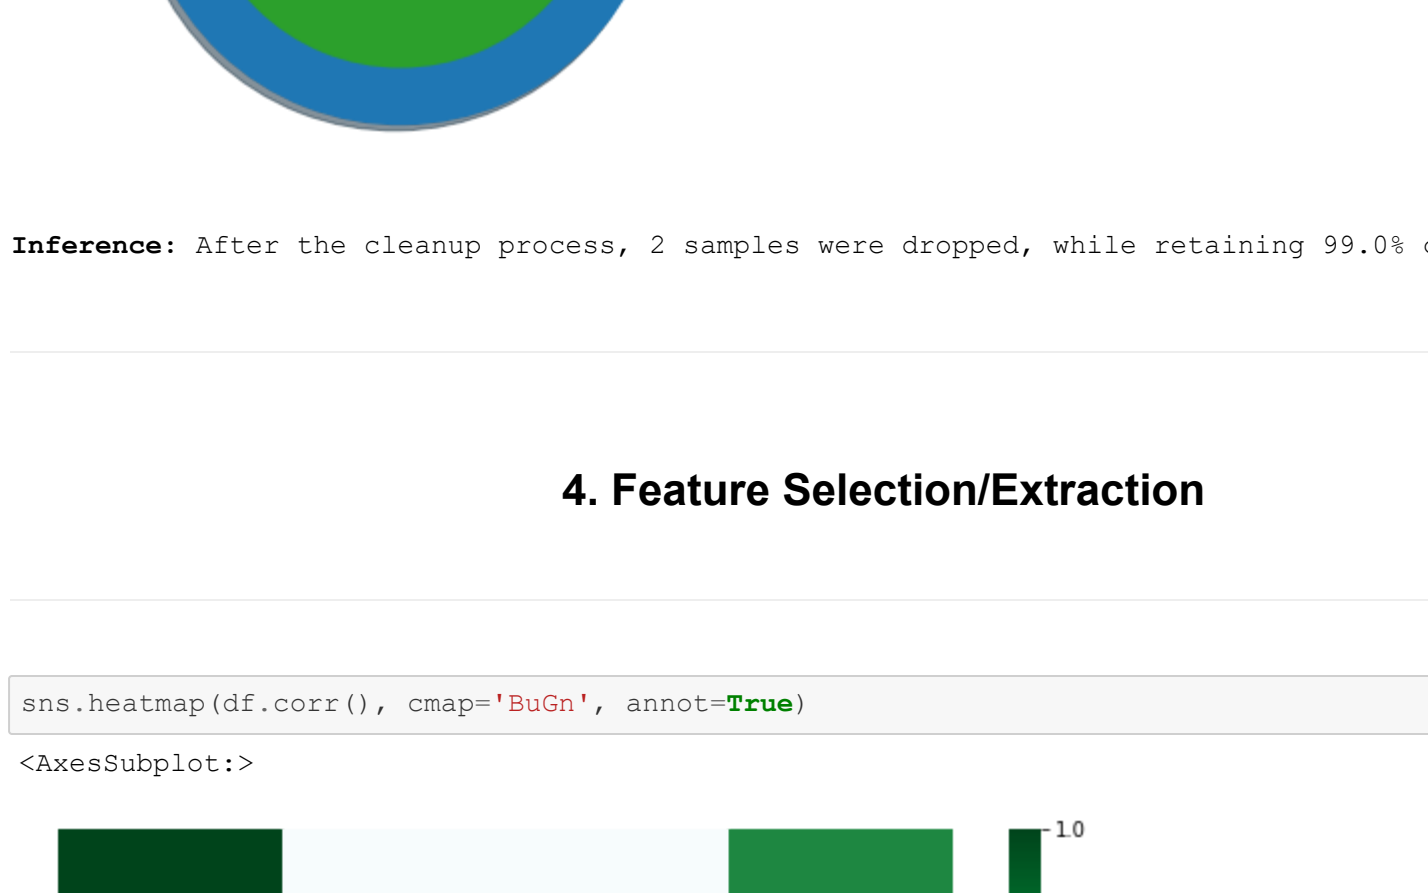 Inference: After the cleanup process, 2 samples were dropped, while retaining 99.0%
4. Feature Selection/Extraction
sns.heatmap(df.corr(), cmap='BuGn', annot=True)
<AxesSubplot:>
1.0